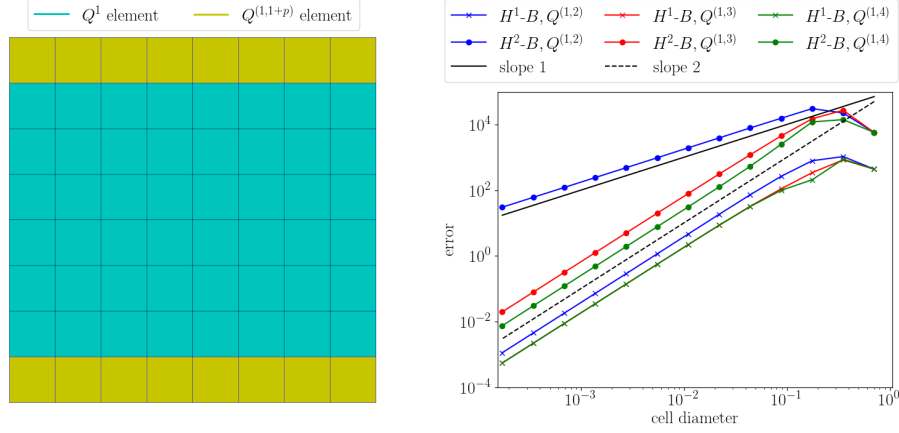 Q^1 element Q^(1,1+p) element
H^1-B, Q^(1,2) H^1-B, Q^(1,3) H^1-B, Q^(1,4)
H^2-B, Q^(1,2) H^2-B, Q^(1,3) H^2-B, Q^(1,4)
slope 1 slope 2
error
10^4
10^2
10^0
10^−2
10^−4
10^−3 10^−2 10^−1 10^0
cell diameter